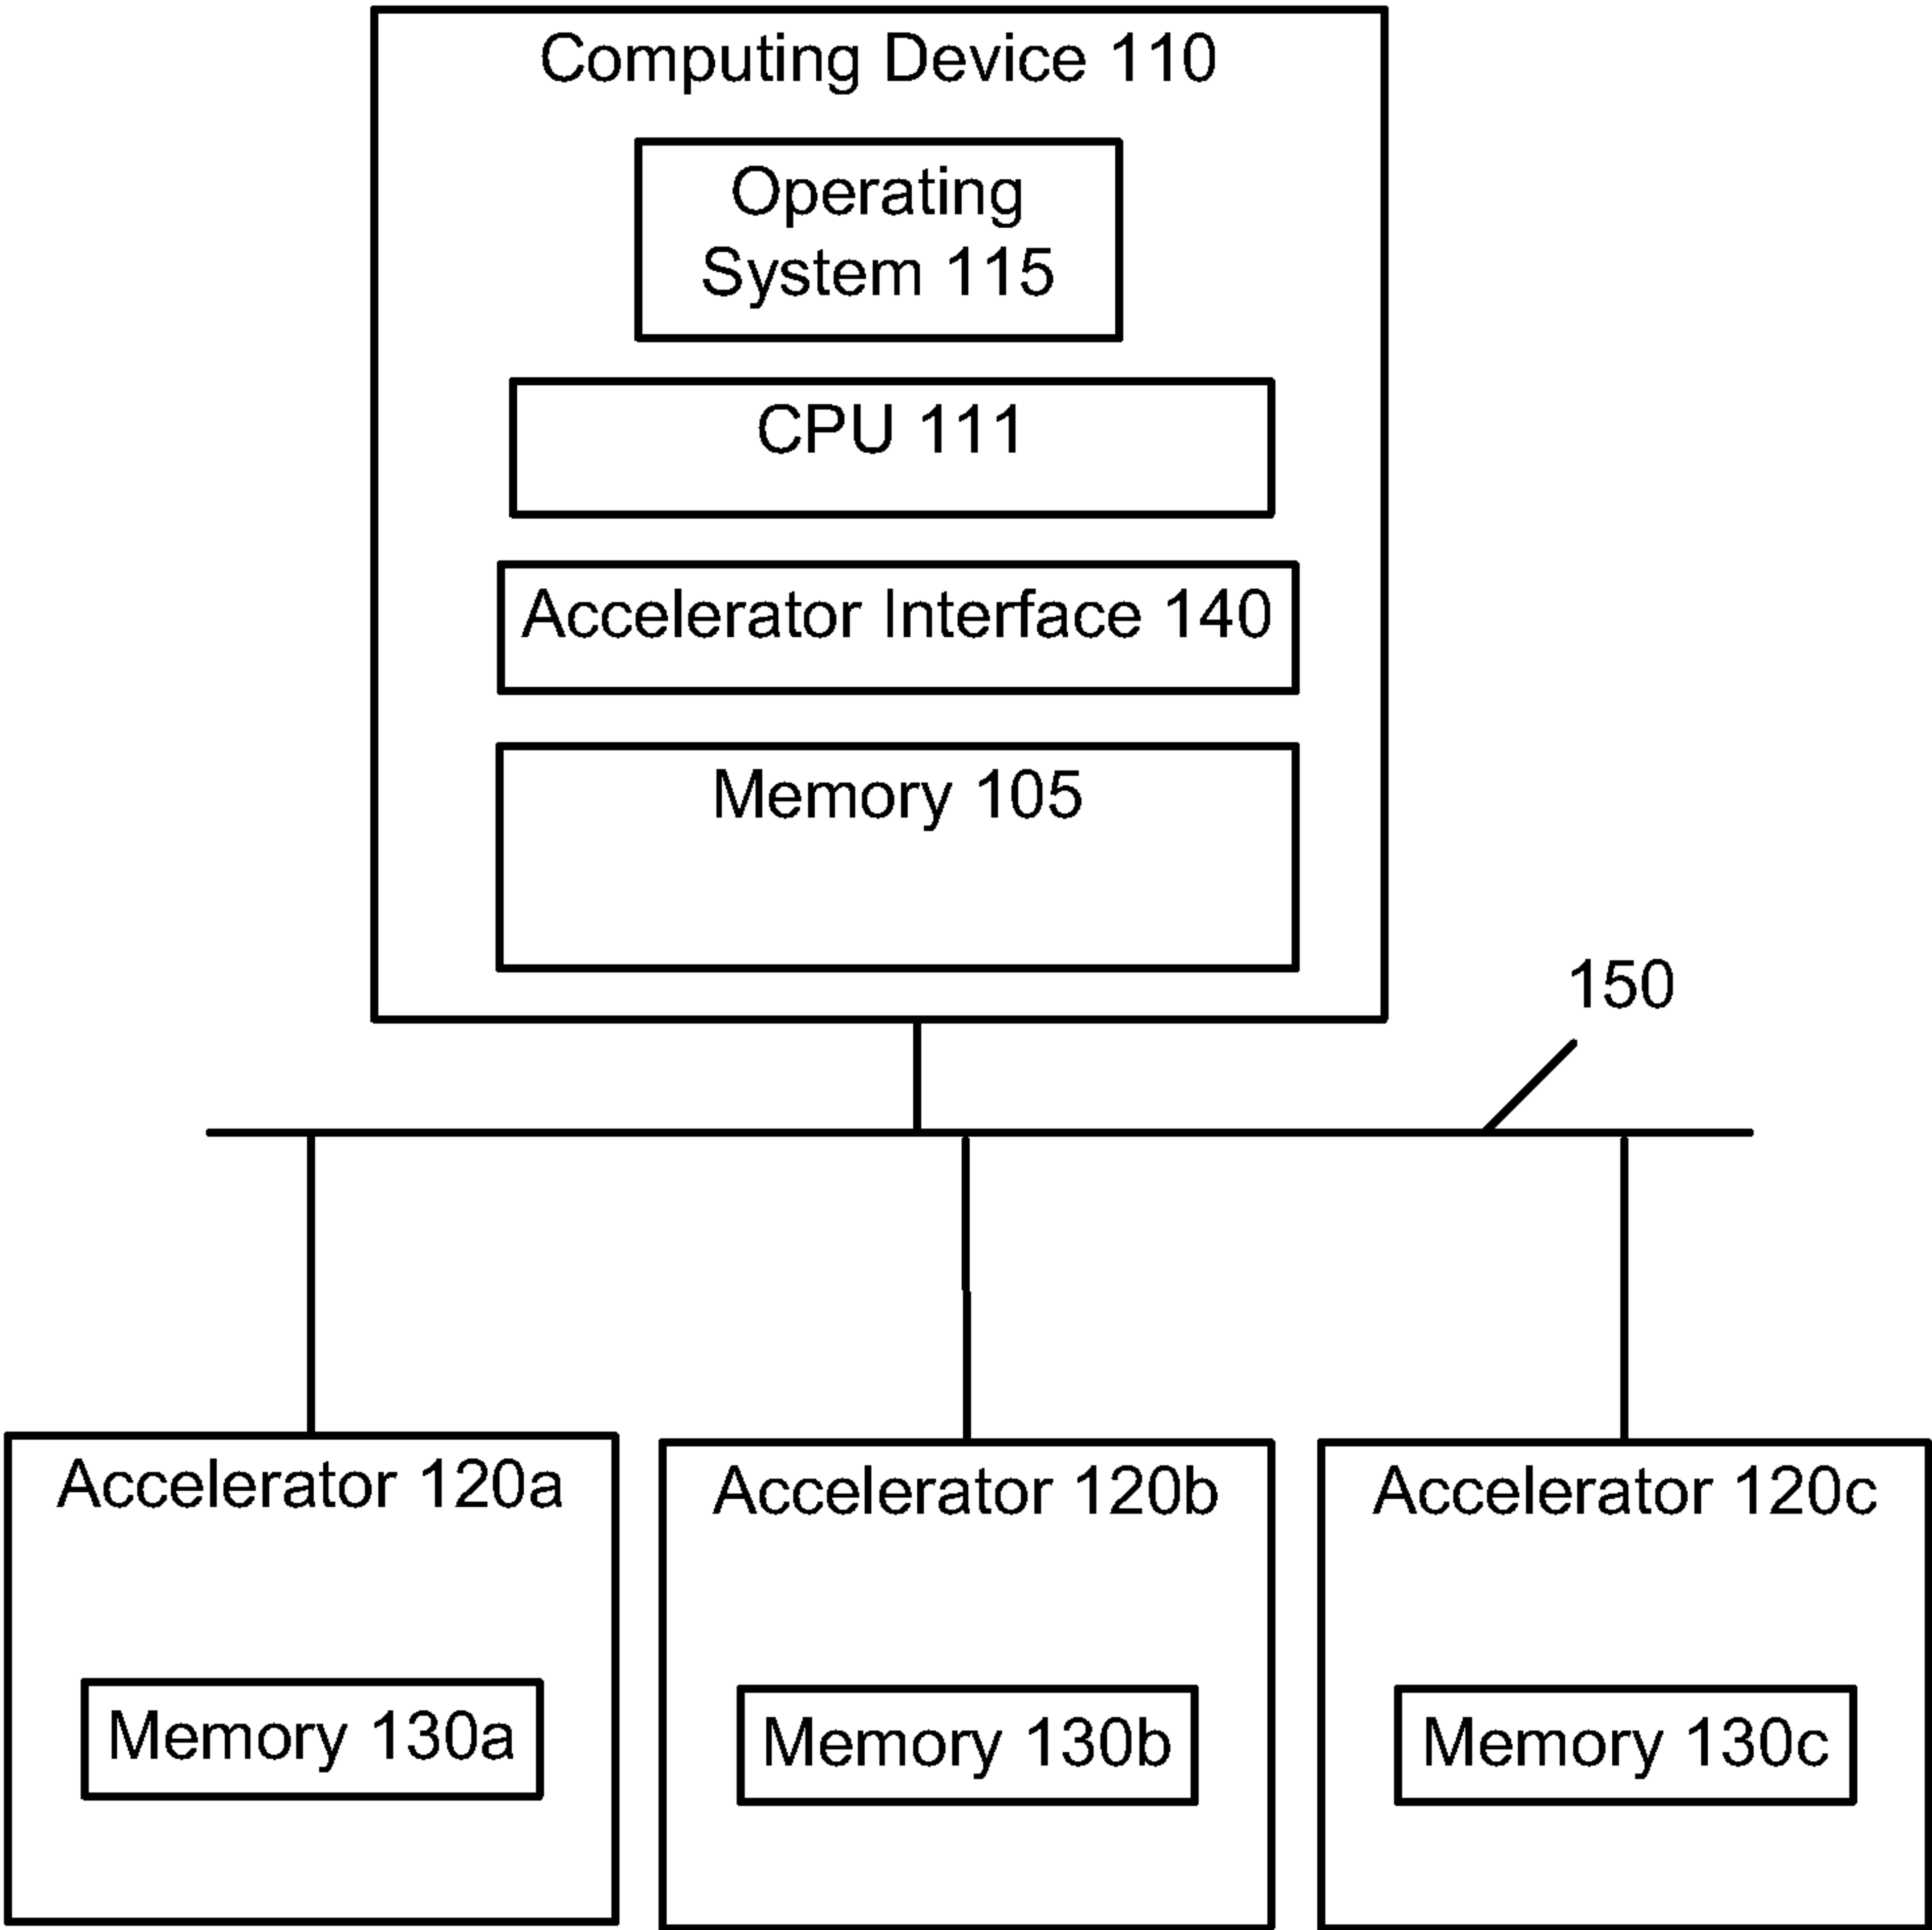 Computing Device 110
Operating
System 115
CPU 111
Accelerator Interface 140
Memory 105
150
Accelerator 120a
Accelerator 120b
Accelerator 120c
Memory 130a
Memory 130b
Memory 130c